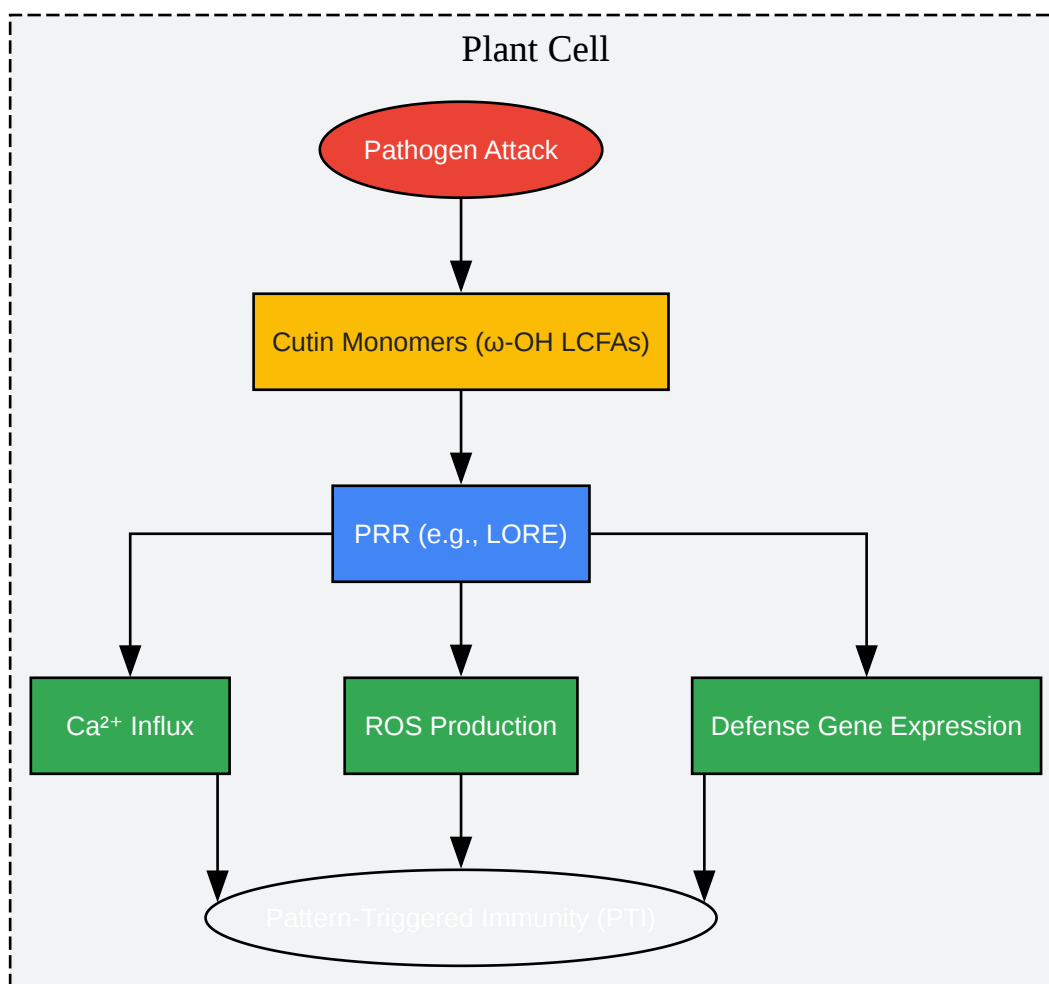 Plant Cell
Pathogen Attack
Cutin Monomers (ω-OH LCFAs)
PRR (e.g., LORE)
Ca²⁺ Influx
ROS Production
Defense Gene Expression
Pattern-Triggered Immunity (PTI)